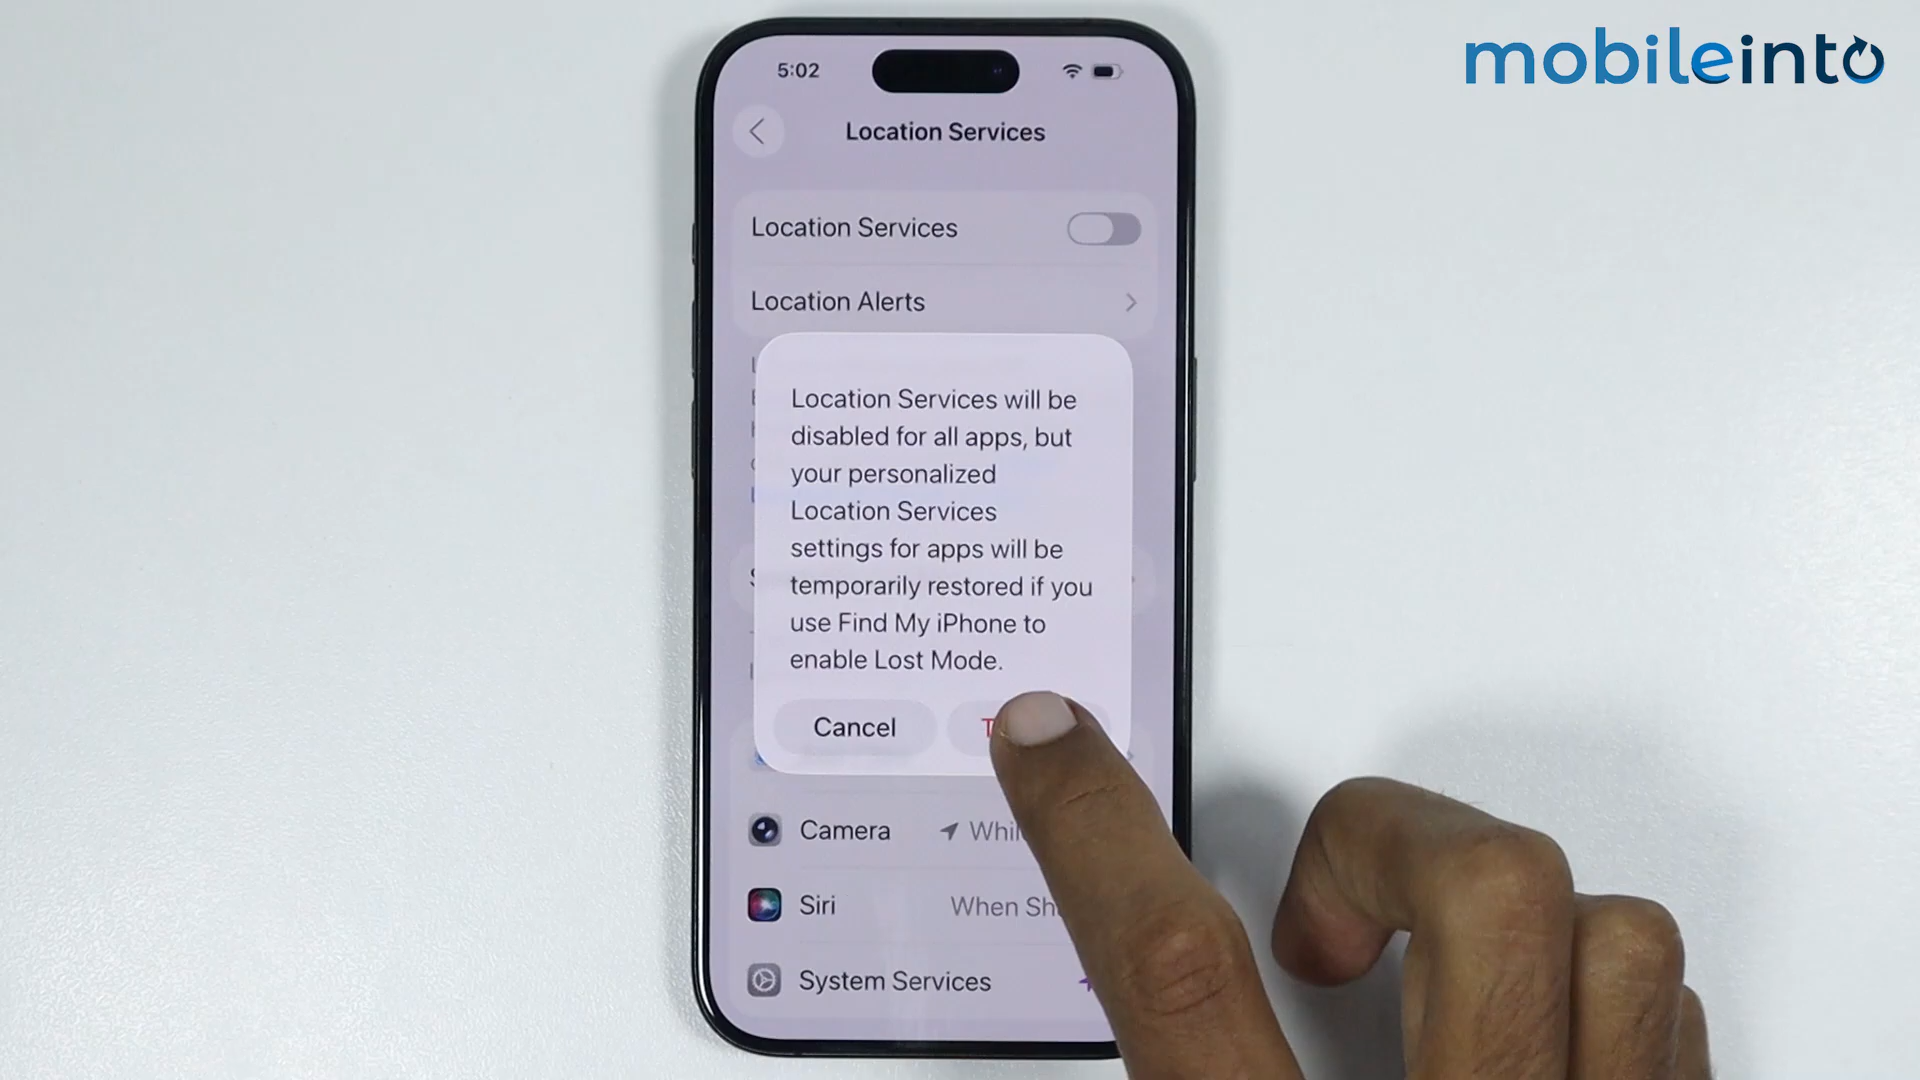 mobileinto
5:02
Location Services
Location Services
Location Alerts
Location Services will be
disabled for all apps, but
your personalized
Location Services
settings for apps will be
temporarily restored if you
use Find My iPhone to
enable Lost Mode.
Cancel
Camera
Siri
When
System Services